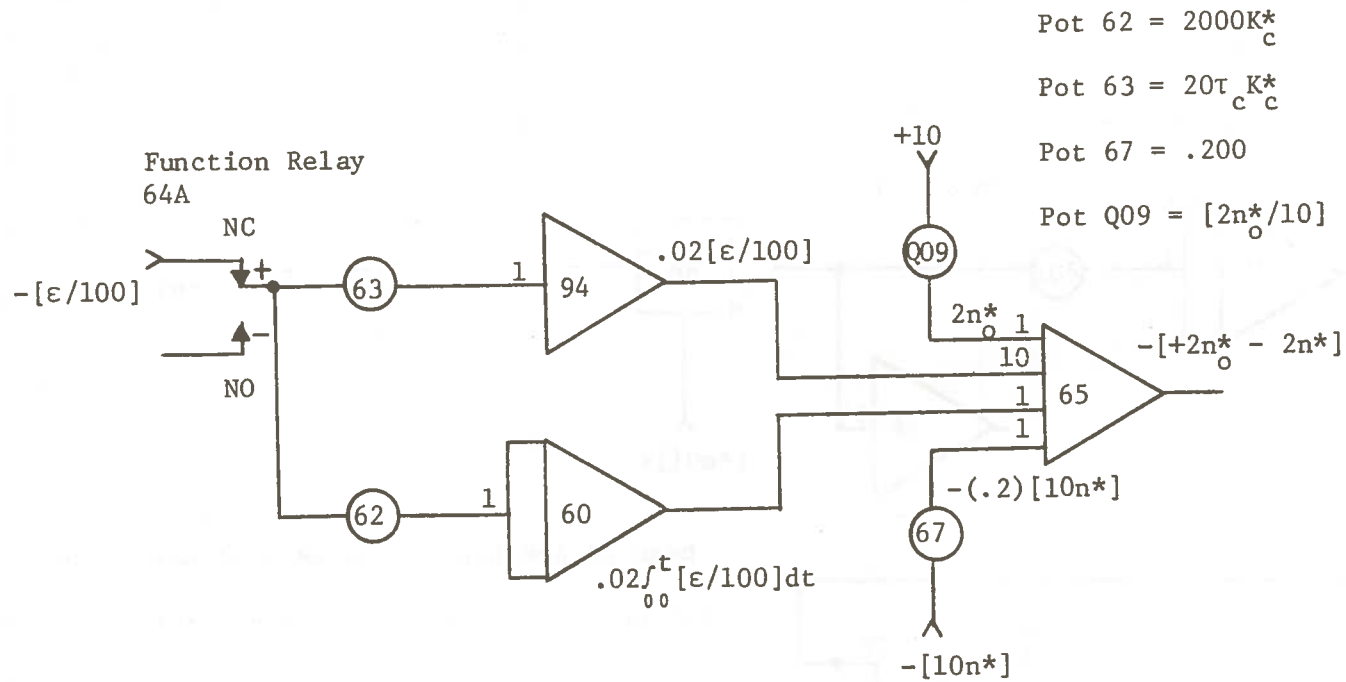 Pot 62 = 2000K*c
Pot 63 = 20τcK*c
Pot 67 = .200
Pot Q09 = [2n*o/10]
Function Relay
64A
NC
+
-[ε/100]
-
NO
63
1
94
.02[ε/100]
62
1
60
.02∫ᵗ[ε/100]dt
0 0
+10
Q09
2n*o
1
10
1
1
65
-[+2n*o - 2n*]
-(.2)[10n*]
67
-[10n*]